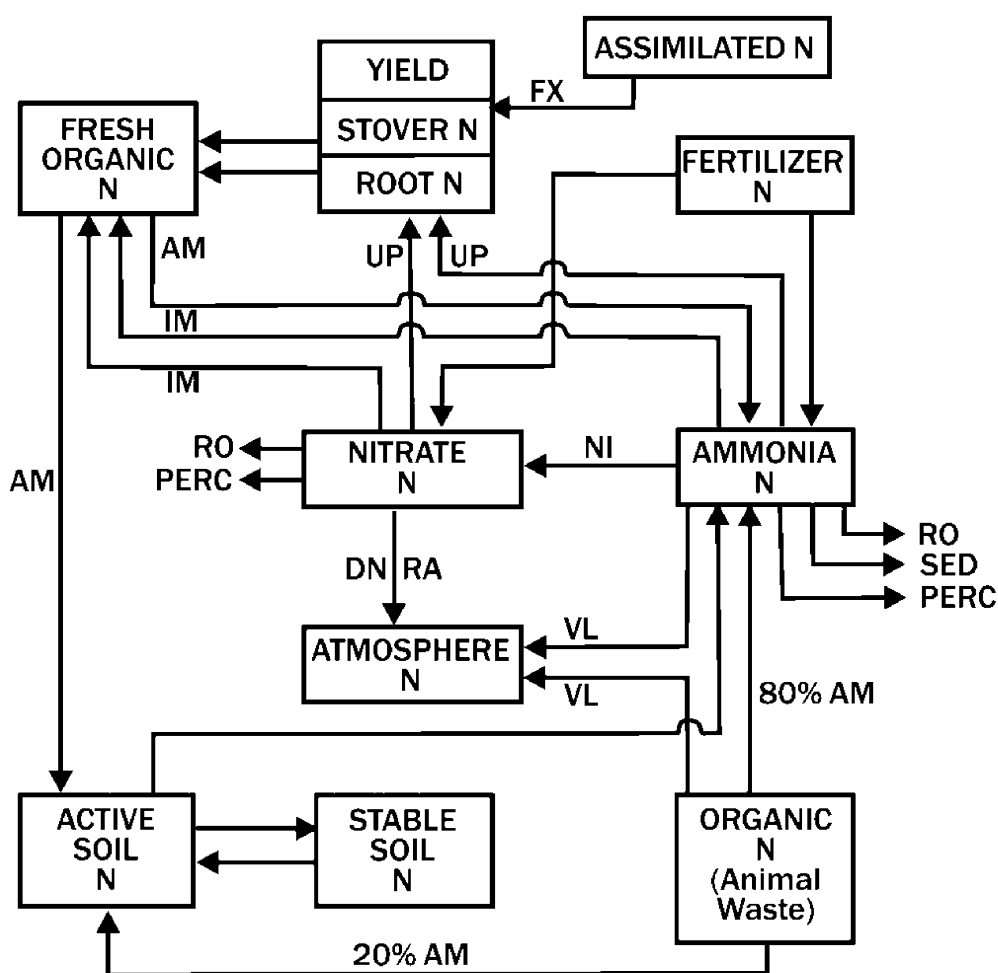 ASSIMILATED N
YIELD
FX
STOVER N
ROOT N
FRESH
ORGANIC
N
FERTILIZER
N
AM
UP
UP
IM
IM
RO
PERC
NITRATE
N
NI
AMMONIA
N
AM
RO
SED
PERC
DN
RA
ATMOSPHERE
N
VL
VL
80% AM
ACTIVE
SOIL
N
STABLE
SOIL
N
ORGANIC
N
(Animal
Waste)
20% AM